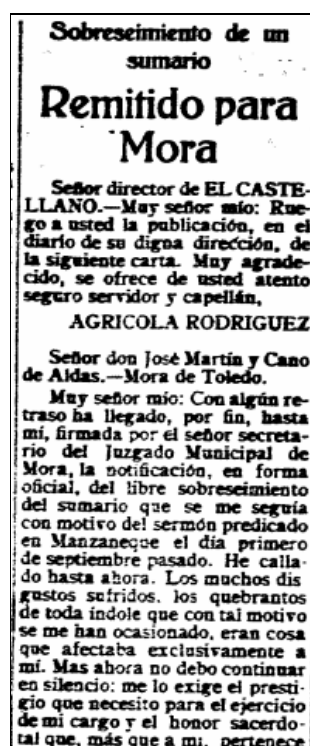 Sobreseimiento de un
sumario
Remitido para
Mora
Señor director de EL CASTE-
LLANO.—Muy señor mío: Rue-
go a usted la publicación, en el
diario de su digna dirección, de
la siguiente carta. Muy agrade-
cido, se ofrece de usted atento
seguro servidor y capellán,
AGRICOLA RODRIGUEZ
Señor don José Martín y Cano
de Aldas.—Mora de Toledo.
Muy señor mío: Con algún re-
traso ha llegado, por fin, hasta
mí, firmada por el señor secreta-
rio del Juzgado Municipal de
Mora, la notificación, en forma
oficial, del libre sobreseimiento
del sumario que se me seguía
con motivo del sermón predicado
en Manzaneque el día primero
de septiembre pasado. He calla-
do hasta ahora. Los muchos dis
gustos sufridos, los quebrantos
de toda índole que con tal motivo
se me han ocasionado, eran cosa
que afectaba exclusivamente a
mí. Mas ahora no debo continuar
en silencio: me lo exige el presti-
gio que necesito para el ejercicio
de mi cargo y el honor sacerdo-
tal que, más que a mí, pertenece